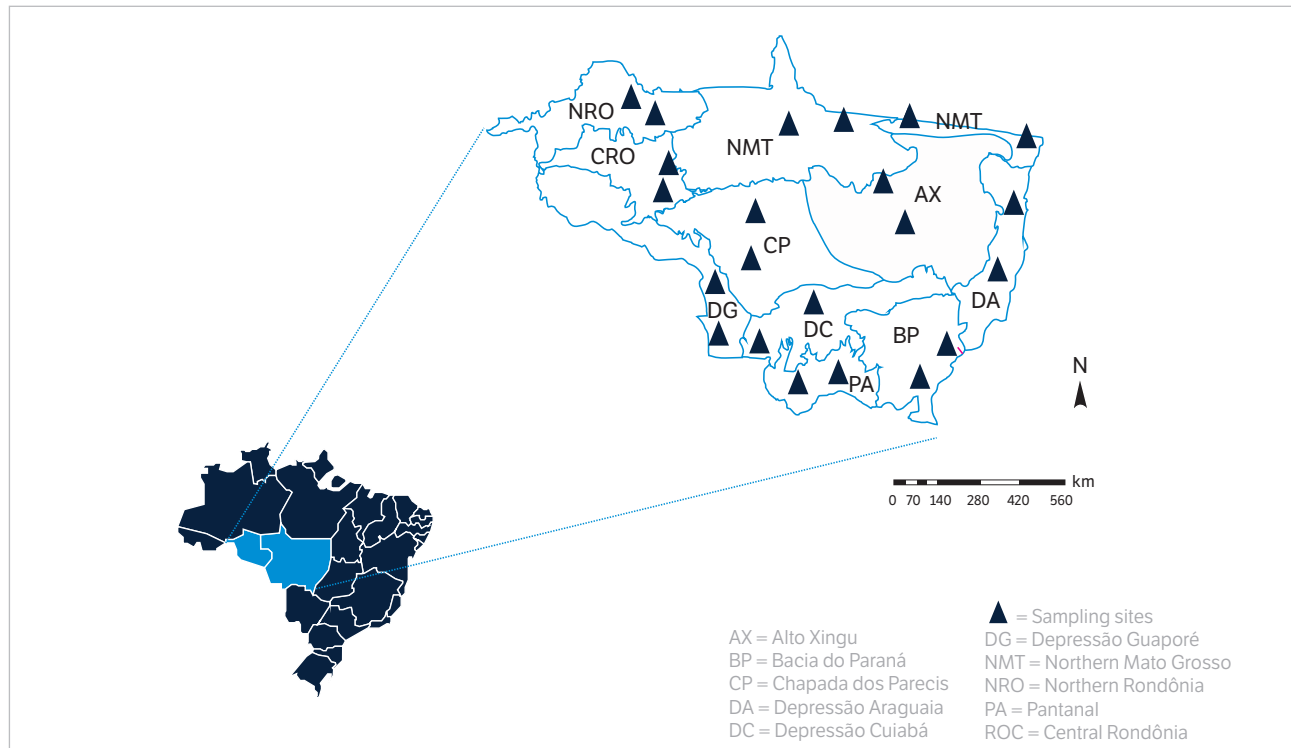 NRO
NMT
CRO
NMT
AX
CP
DA
DG
DC
BP
PA
N
km
0 70 140 280 420 560
AX = Alto Xingu
BP = Bacia do Paraná
CP = Chapada dos Parecis
DA = Depressão Araguaia
DC = Depressão Cuiabá
= Sampling sites
DG = Depressão Guaporé
NMT = Northern Mato Grosso
NRO = Northern Rondônia
PA = Pantanal
ROC = Central Rondônia